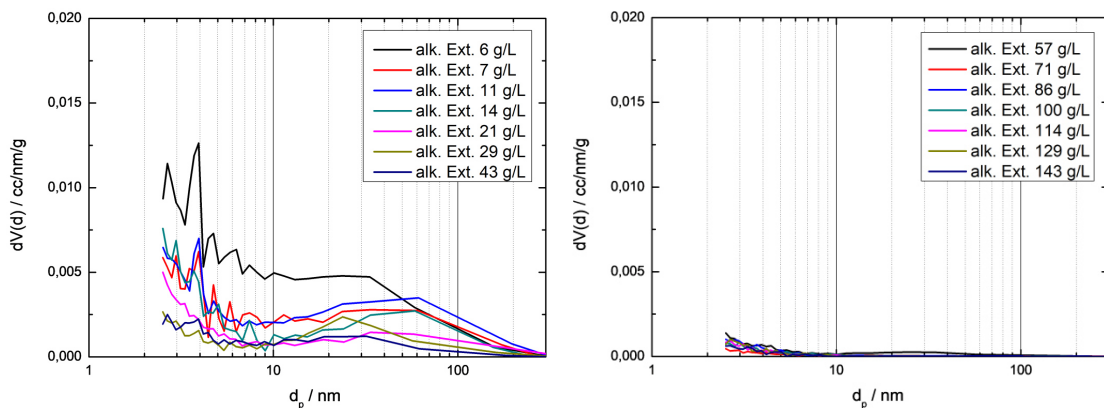 0,020
0,015
0,010
0,005
0,000
dV(d) / cc/nm/g
alk. Ext. 6 g/L
alk. Ext. 7 g/L
alk. Ext. 11 g/L
alk. Ext. 14 g/L
alk. Ext. 21 g/L
alk. Ext. 29 g/L
alk. Ext. 43 g/L
1 10 100
dp / nm
0,020
0,015
0,010
0,005
0,000
dV(d) / cc/nm/g
alk. Ext. 57 g/L
alk. Ext. 71 g/L
alk. Ext. 86 g/L
alk. Ext. 100 g/L
alk. Ext. 114 g/L
alk. Ext. 129 g/L
alk. Ext. 143 g/L
1 10 100
dp / nm